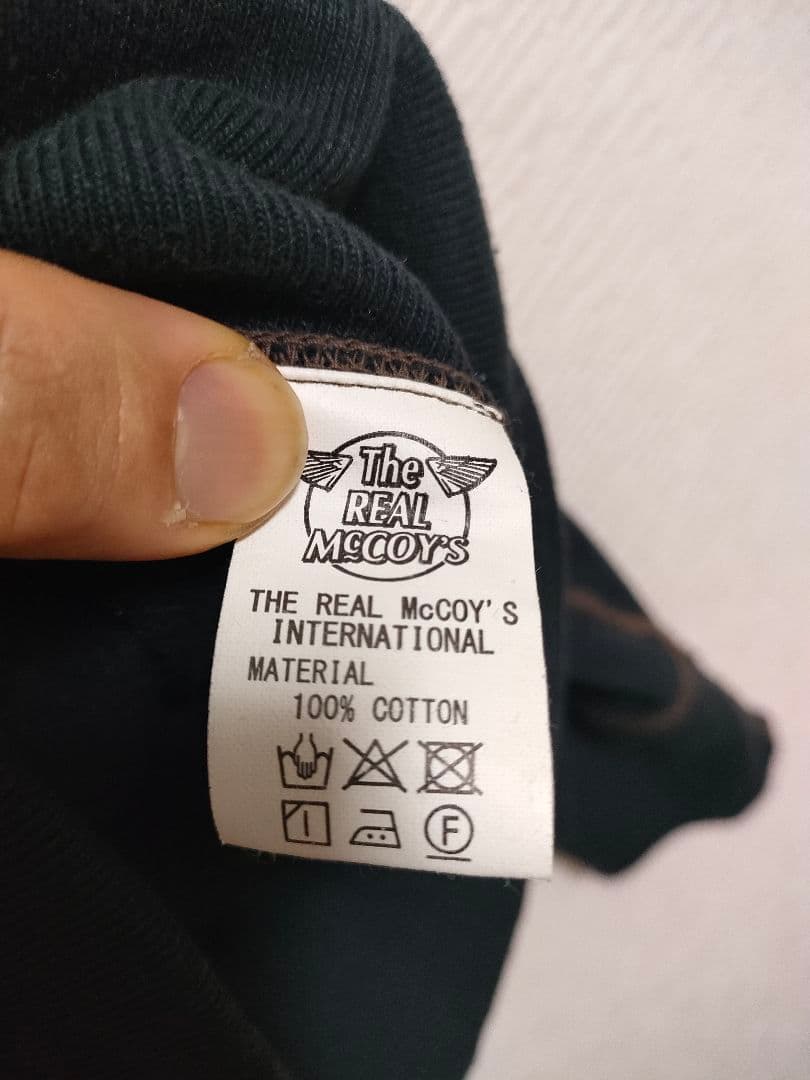 The
REAL
McCOY'S
THE REAL McCOY'S
INTERNATIONAL
MATERIAL
100% COTTON
F